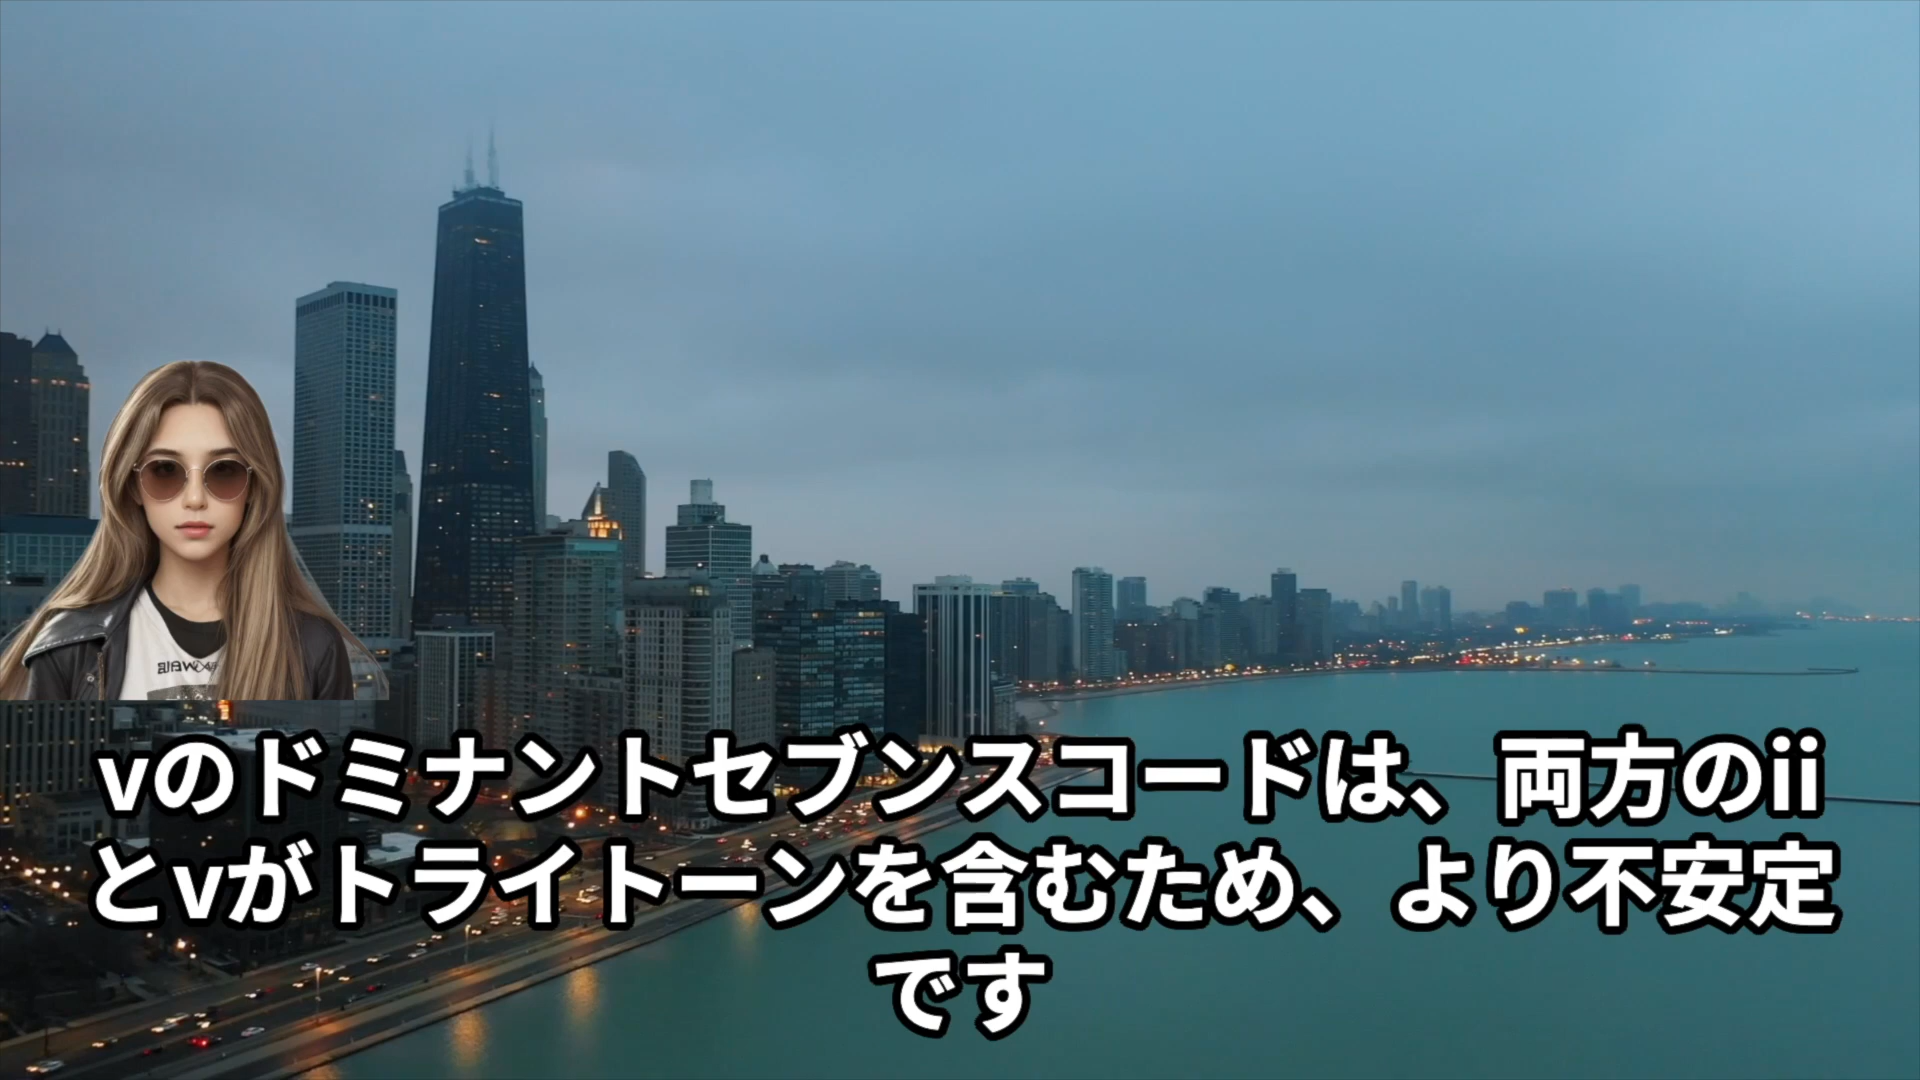 vのドミナントセブンスコードは、両方のii
とvがトライトーンを含むため、より不安定
です